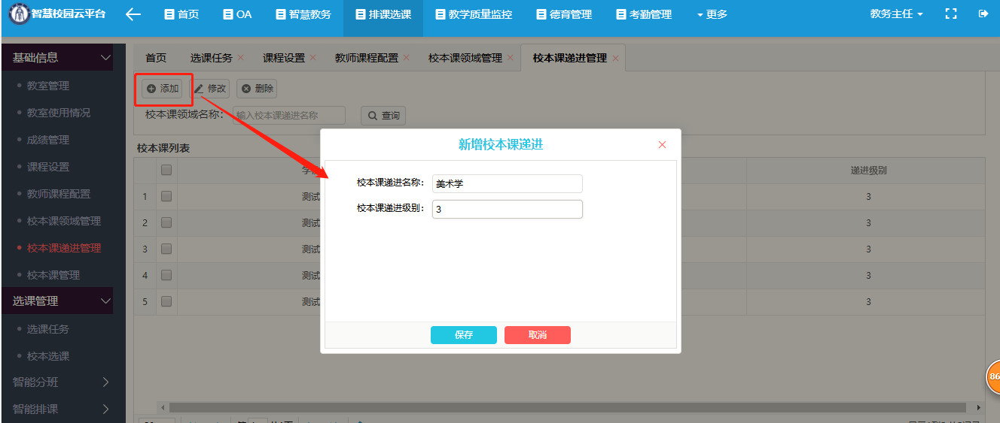 智慧校园云平台 首页 OA 智慧教务 排课选课 教学质量监控 德育管理 考勤管理 更多 教务主任
基础信息
教室管理
教室使用情况
成绩管理
课程设置
教师课程配置
校本课领域管理
校本课递进管理
校本课管理
选课管理
选课任务
校本选课
智能分班
智能排课
首页 选课任务 课程设置 教师课程配置 校本课领域管理 校本课递进管理
添加 修改 删除
校本课领域名称: 输入校本课递进名称 查询
校本课列表
递进级别
1 测试 3
2 测试 3
3 测试 3
4 测试 3
5 测试 3
新增校本课递进
校本课递进名称: 美术学
校本课递进级别: 3
保存 取消
86